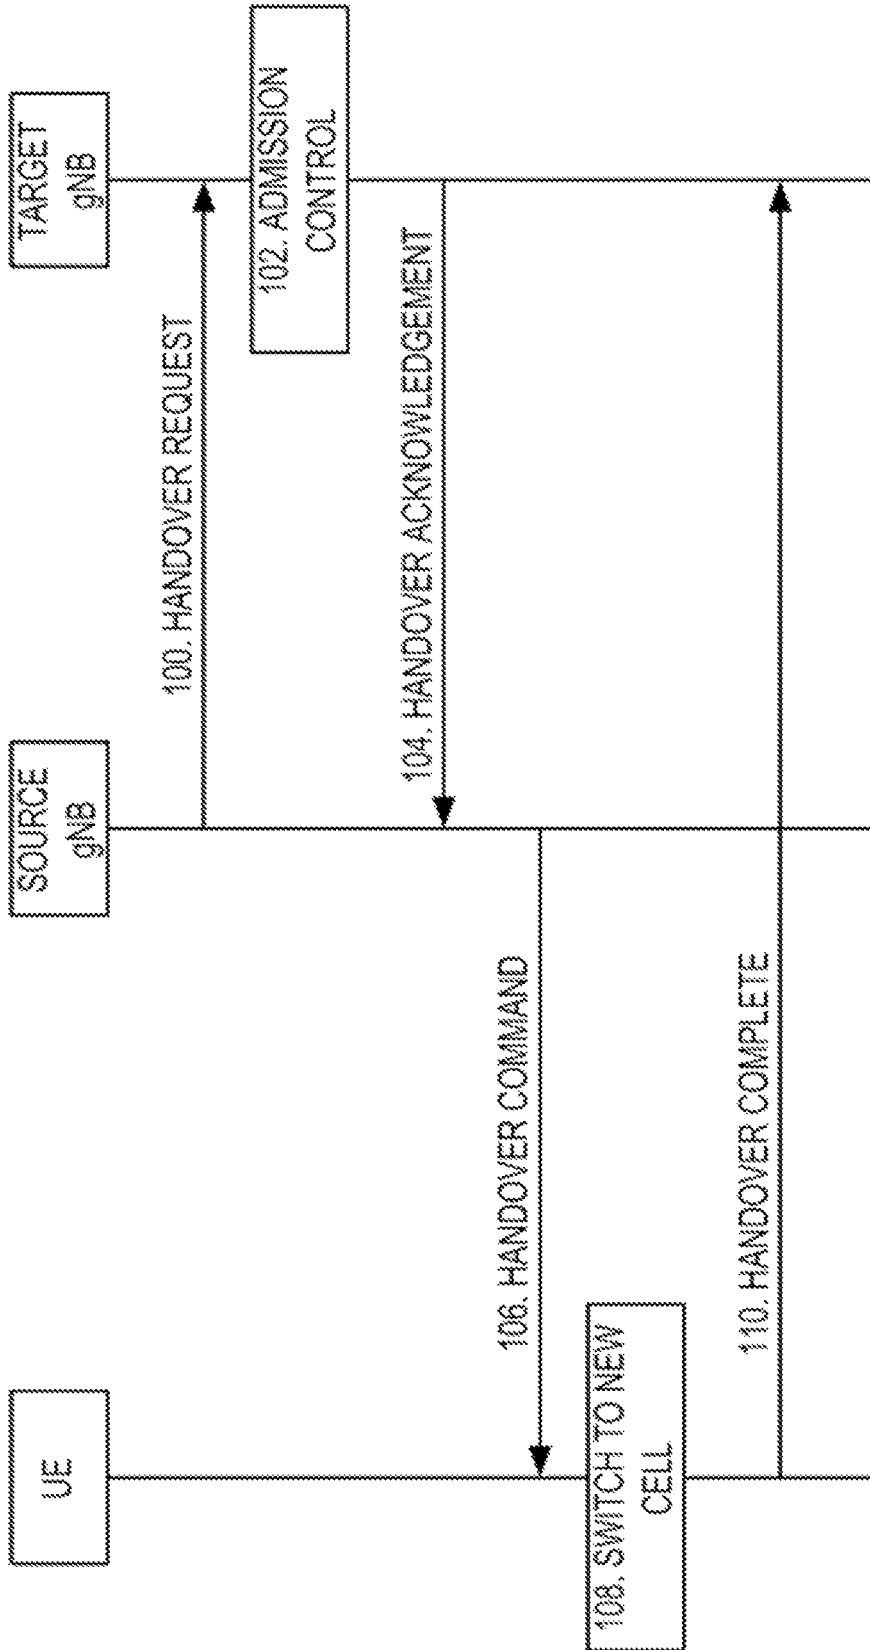 UE
SOURCE
gNB
TARGET
gNB
100. HANDOVER REQUEST
102. ADMISSION
CONTROL
104. HANDOVER ACKNOWLEDGEMENT
106. HANDOVER COMMAND
108. SWITCH TO NEW
CELL
110. HANDOVER COMPLETE